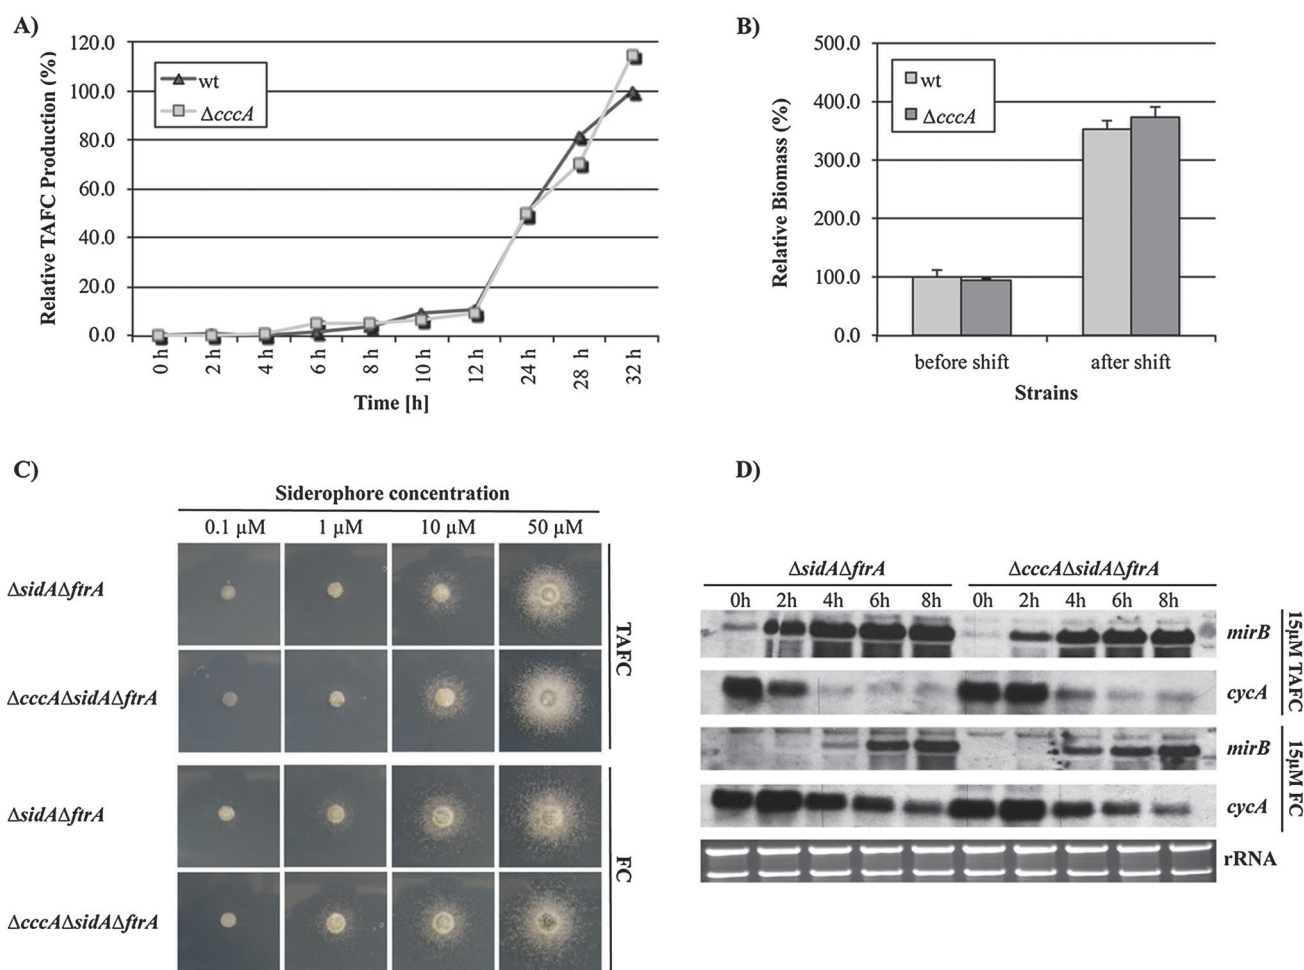 A)
120.0
100.0
80.0
60.0
40.0
20.0
0.0
Relative TAFC Production (%)
wt
ΔcccA
0 h
2 h
4 h
6 h
8 h
10 h
12 h
24 h
28 h
32 h
Time [h]
B)
500.0
400.0
300.0
200.0
100.0
0.0
Relative Biomass (%)
wt
ΔcccA
before shift
after shift
Strains
C)
Siderophore concentration
0.1 µM 1 µM 10 µM 50 µM
ΔsidAΔftrA
ΔcccAΔsidAΔftrA
TAFC
ΔsidAΔftrA
ΔcccAΔsidAΔftrA
FC
D)
ΔsidAΔftrA ΔcccAΔsidAΔftrA
0h 2h 4h 6h 8h 0h 2h 4h 6h 8h
mirB
cycA
15µM TAFC
mirB
cycA
15µM FC
rRNA